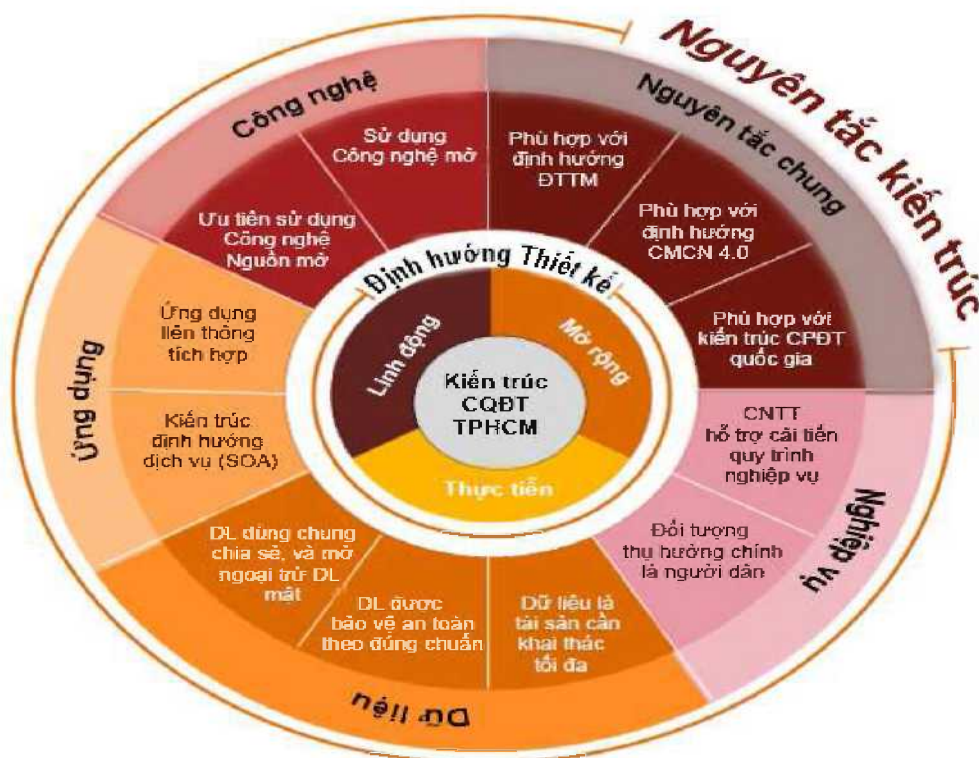 Nguyên tắc kiến trúc
Nguyên tắc chung
Phù hợp với
định hướng
ĐTTM
Phù hợp với
định hướng
CMCN 4.0
Phù hợp với
kiến trúc CPĐT
quốc gia
Nghiệp vụ
CNTT
hỗ trợ cải tiến
quy trình
nghiệp vụ
Đối tượng
thụ hưởng chính
là người dân
Dữ liệu
Dữ liệu là
tài sản cần
khai thác
tối đa
DL được
bảo vệ an toàn
theo đúng chuẩn
DL dùng chung
chia sẻ, và mở
ngoại trừ DL
mật
Ứng dụng
Kiến trúc
định hướng
dịch vụ (SOA)
Ứng dụng
liên thông
tích hợp
Công nghệ
Ưu tiên sử dụng
Công nghệ
Nguồn mở
Sử dụng
Công nghệ mở
Định hướng Thiết kế
Linh động
Mở rộng
Thực tiễn
Kiến trúc
CQĐT
TPHCM